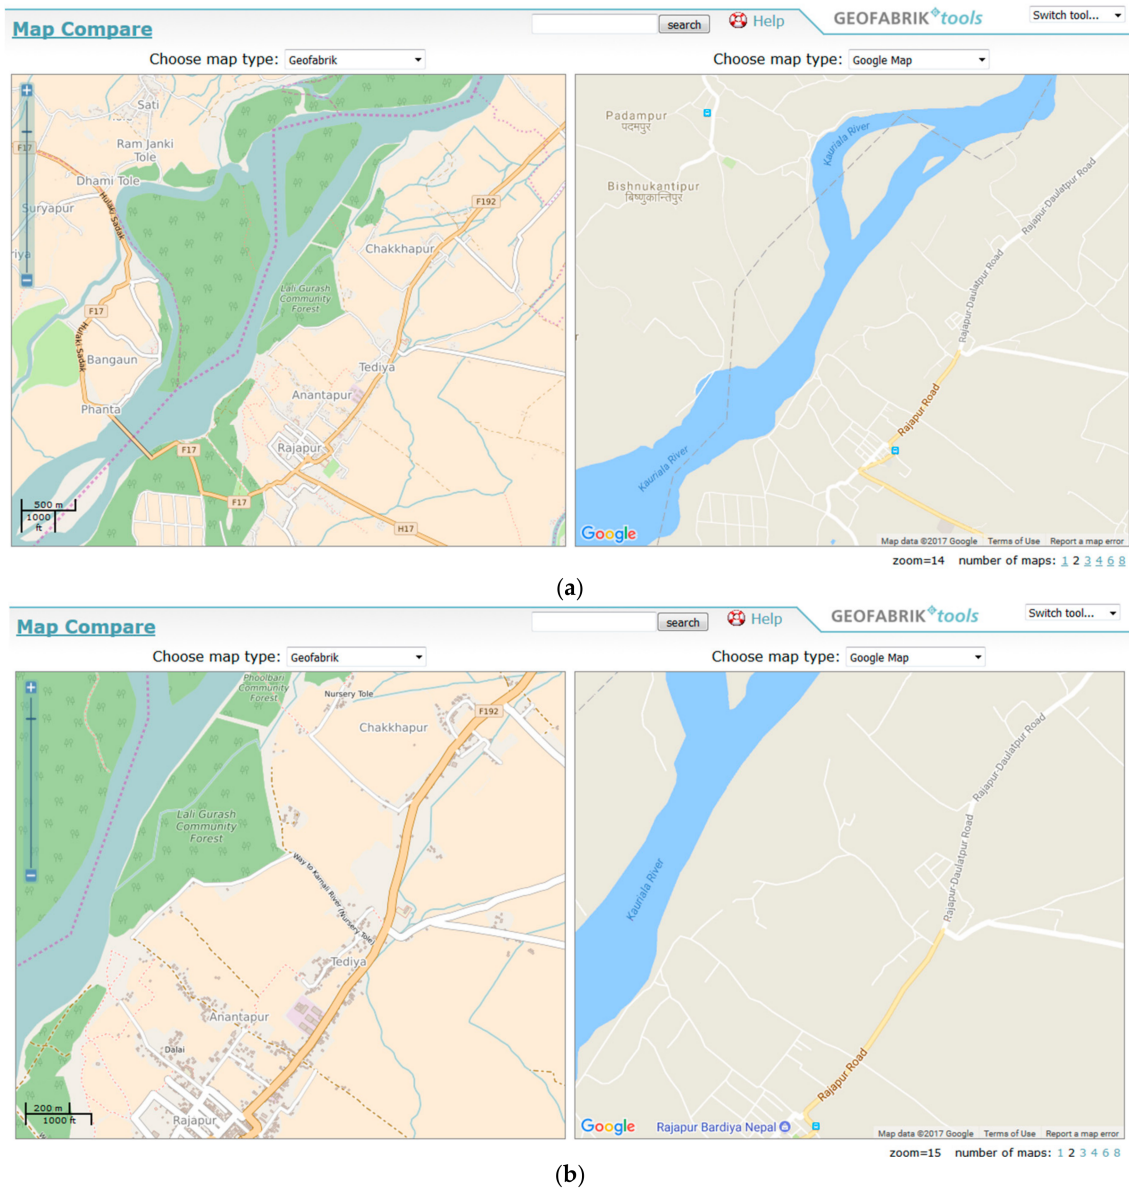 Map Compare
search
Help
GEOFABRIK tools
Switch tool...
Choose map type: Geofabrik
Choose map type: Google Map
Sati
Ram Janki
Tole
F17
Dhami Tole
Suryapur
Hulaki Sadak
riya
F192
Chakkhapur
Lali Gurash
Community
Forest
F17
Hulaki Sadak
Bangaun
Tediya
Anantapur
Phanta
Rajapur
F17
F17
H17
500 m
1000
ft
Padampur
पदमपुर
Kauriala River
Bishnukantipur
बिष्णुकान्तिपुर
Rajapur-Daulatpur Road
Rajapur-Daulatpur Road
r
Rajapur Road
Kauriala River
Google
Map data ©2017 Google
Terms of Use
Report a map error
zoom=14 number of maps: 1 2 3 4 6 8
(a)
Map Compare
search
Help
GEOFABRIK tools
Switch tool...
Choose map type: Geofabrik
Choose map type: Google Map
Phoolbari
Community
Forest
Nursery Tole
F192
Chakkhapur
Lali Gurash
Community
Forest
Way to Karnali River (Nursery Tole)
Tediya
Anantapur
Dalai
Rajapur
200 m
1000 ft
Rajapur-Daulatpur Road
Rajapur-Daulatpur Road
Kauriala River
Rajapur Road
Google
Rajapur Bardiya Nepal
Map data ©2017 Google
Terms of Use
Report a map error
zoom=15 number of maps: 1 2 3 4 6 8
(b)